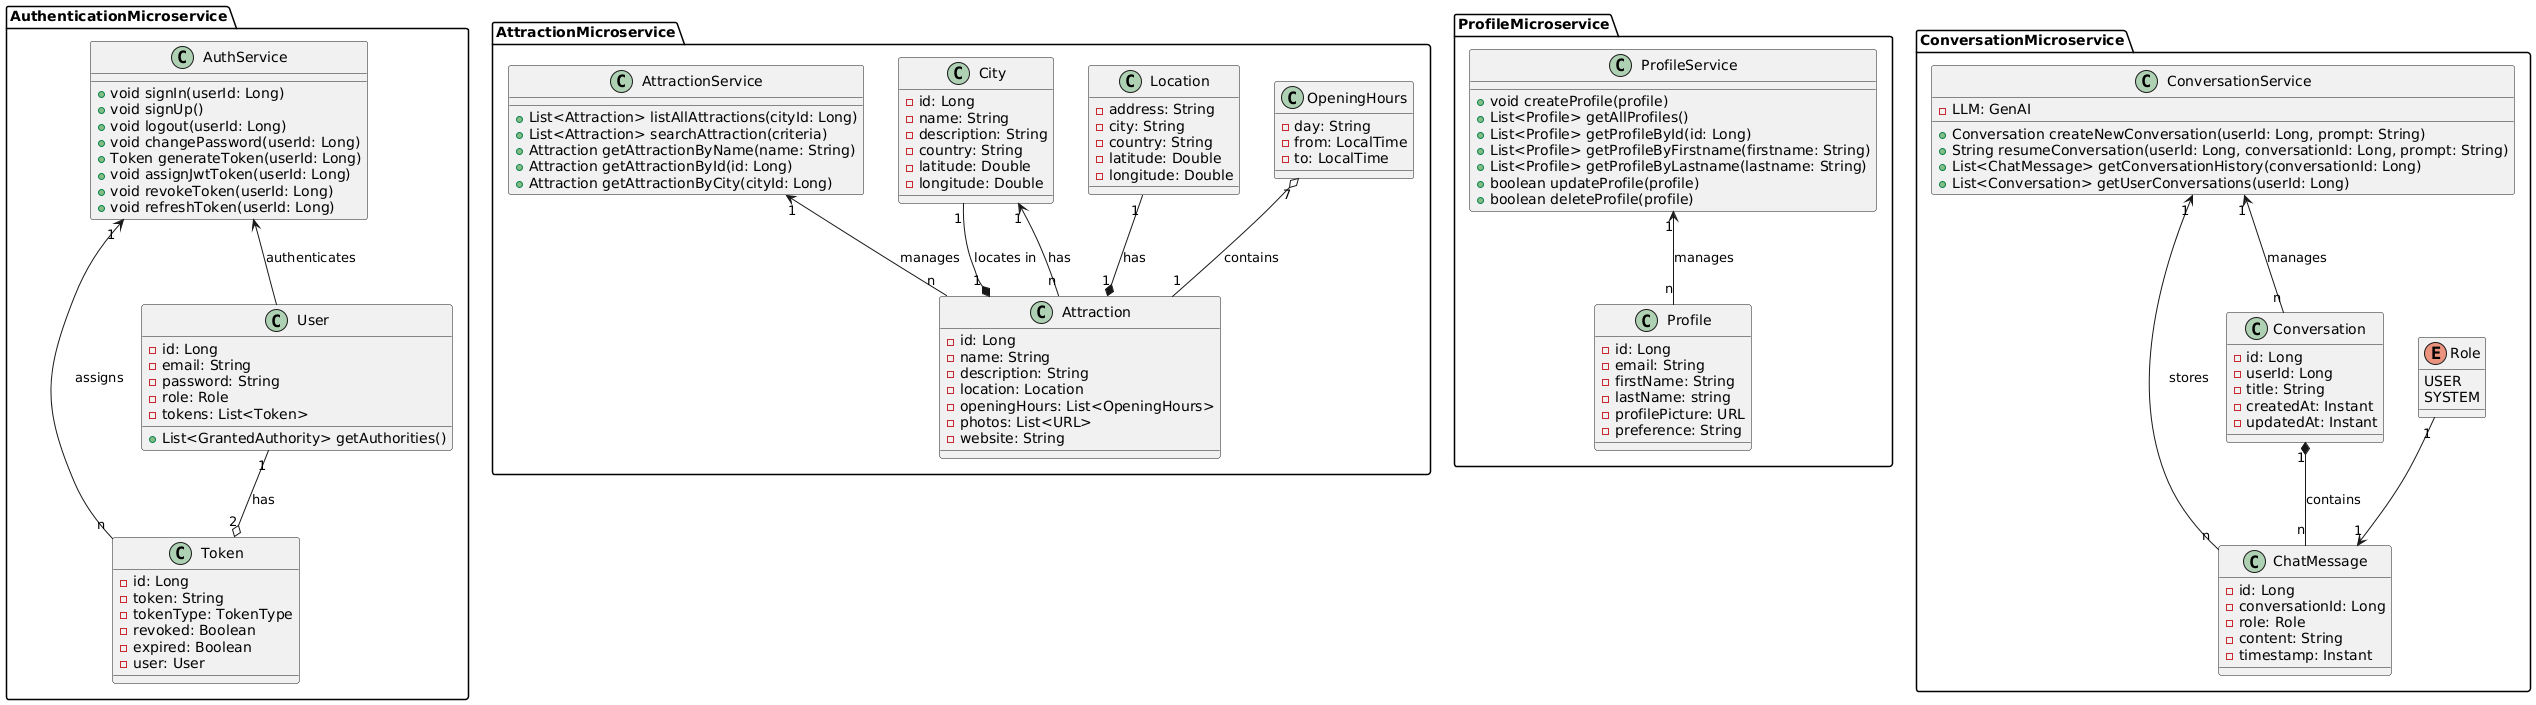 AuthenticationMicroservice
C AuthService
void signIn(userId: Long)
void signUp()
void logout(userId: Long)
void changePassword(userId: Long)
Token generateToken(userId: Long)
void assignJwtToken(userId: Long)
void revokeToken(userId: Long)
void refreshToken(userId: Long)
1
authenticates
C User
id: Long
email: String
password: String
role: Role
tokens: List<Token>
List<GrantedAuthority> getAuthorities()
assigns
1
has
2
n
C Token
id: Long
token: String
tokenType: TokenType
revoked: Boolean
expired: Boolean
user: User
AttractionMicroservice
C AttractionService
List<Attraction> listAllAttractions(cityId: Long)
List<Attraction> searchAttraction(criteria)
Attraction getAttractionByName(name: String)
Attraction getAttractionById(id: Long)
Attraction getAttractionByCity(cityId: Long)
C City
id: Long
name: String
description: String
country: String
latitude: Double
longitude: Double
C Location
address: String
city: String
country: String
latitude: Double
longitude: Double
C OpeningHours
day: String
from: LocalTime
to: LocalTime
1
1
1
1
7
manages
locates in
has
has
contains
n
1
n
1
1
C Attraction
id: Long
name: String
description: String
location: Location
openingHours: List<OpeningHours>
photos: List<URL>
website: String
ProfileMicroservice
C ProfileService
void createProfile(profile)
List<Profile> getAllProfiles()
List<Profile> getProfileById(id: Long)
List<Profile> getProfileByFirstname(firstname: String)
List<Profile> getProfileByLastname(lastname: String)
boolean updateProfile(profile)
boolean deleteProfile(profile)
1
manages
n
C Profile
id: Long
email: String
firstName: String
lastName: string
profilePicture: URL
preference: String
ConversationMicroservice
C ConversationService
LLM: GenAI
Conversation createNewConversation(userId: Long, prompt: String)
String resumeConversation(userId: Long, conversationId: Long, prompt: String)
List<ChatMessage> getConversationHistory(conversationId: Long)
List<Conversation> getUserConversations(userId: Long)
1
1
manages
n
C Conversation
id: Long
userId: Long
title: String
createdAt: Instant
updatedAt: Instant
E Role
USER
SYSTEM
stores
1
1
contains
n
n
1
C ChatMessage
id: Long
conversationId: Long
role: Role
content: String
timestamp: Instant